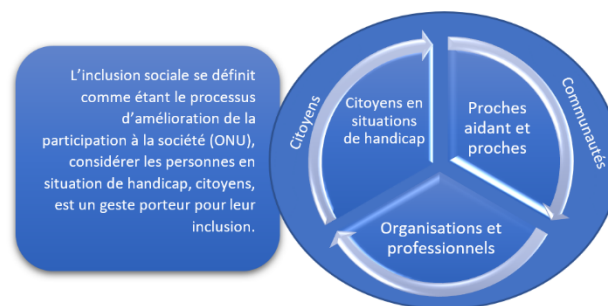 L'inclusion sociale se définit
comme étant le processus
d'amélioration de la
participation à la société (ONU),
considérer les personnes en
situation de handicap, citoyens,
est un geste porteur pour leur
inclusion.
Citoyens
Citoyens en
situations
de handicap
Proches
aidant et
proches
Communautés
Organisations et
professionnels